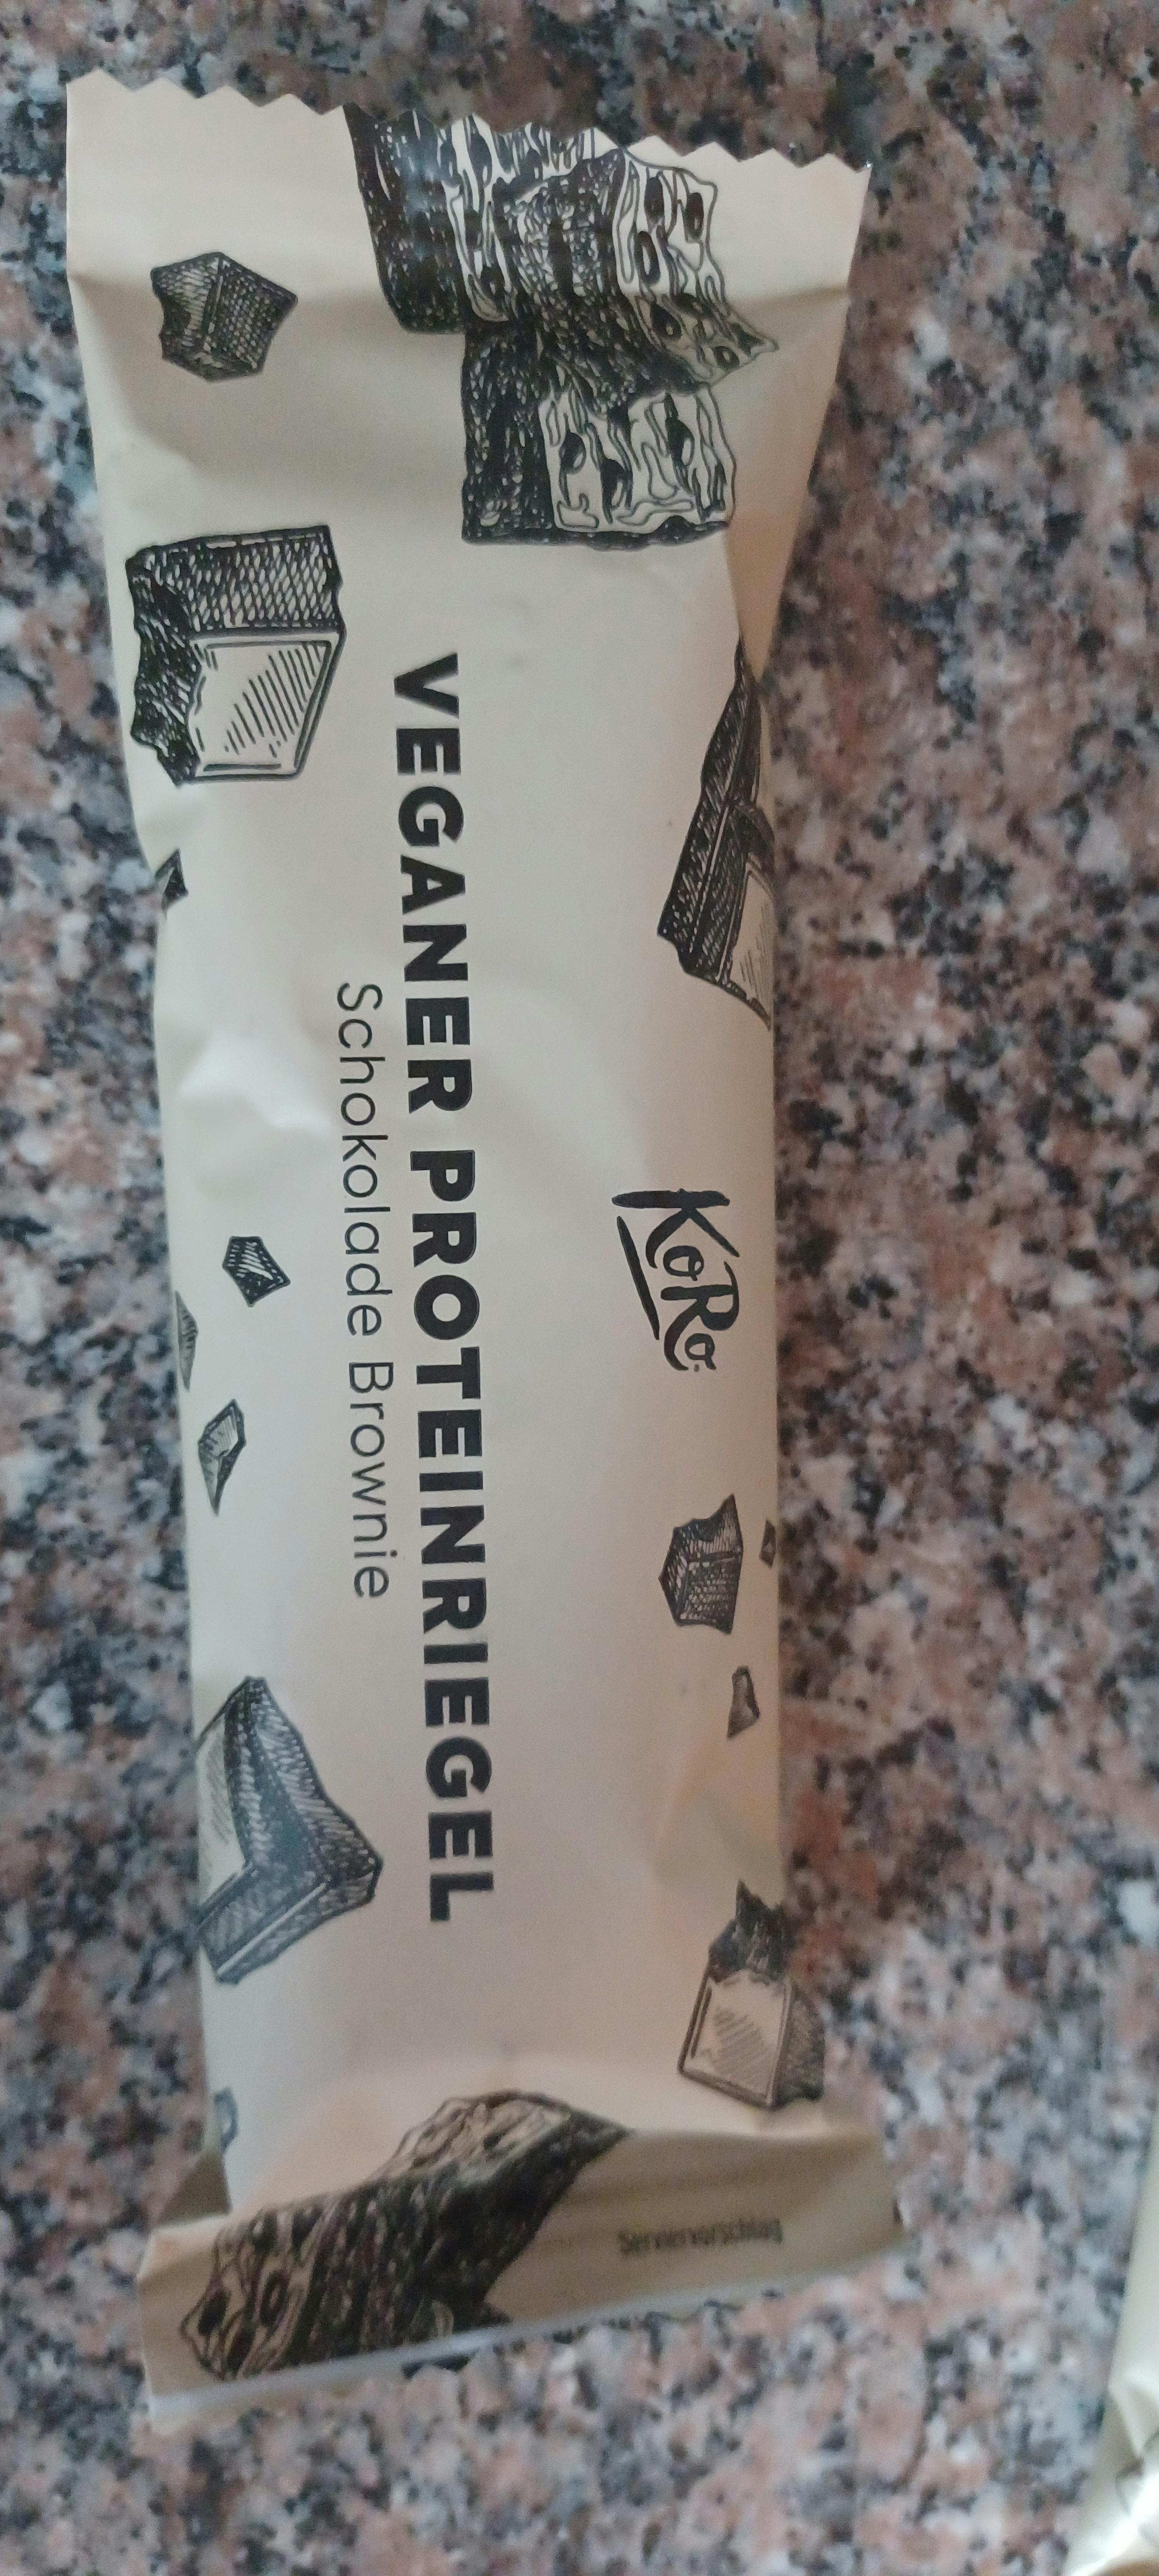 KoRo
VEGANER PROTEINRIEGEL
Schokolade Brownie
Serviervorschlag